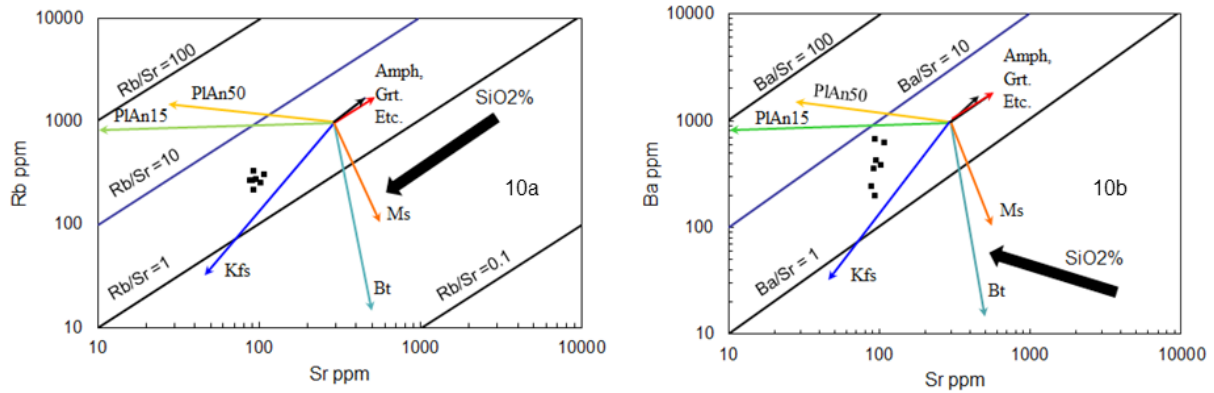 10000
1000
100
10
Rb ppm
Rb/Sr=100
PlAn50
PlAn15
Rb/Sr=10
Amph,
Grt.
Etc.
SiO2%
10a
Ms
Kfs
Bt
Rb/Sr=1
Rb/Sr=0.1
10
100
1000
10000
Sr ppm
10000
1000
100
10
Ba ppm
Ba/Sr=100
Ba/Sr=10
PlAn50
PlAn15
Amph,
Grt.
Etc.
10b
Ms
SiO2%
Kfs
Bt
Ba/Sr = 1
10
100
1000
10000
Sr ppm